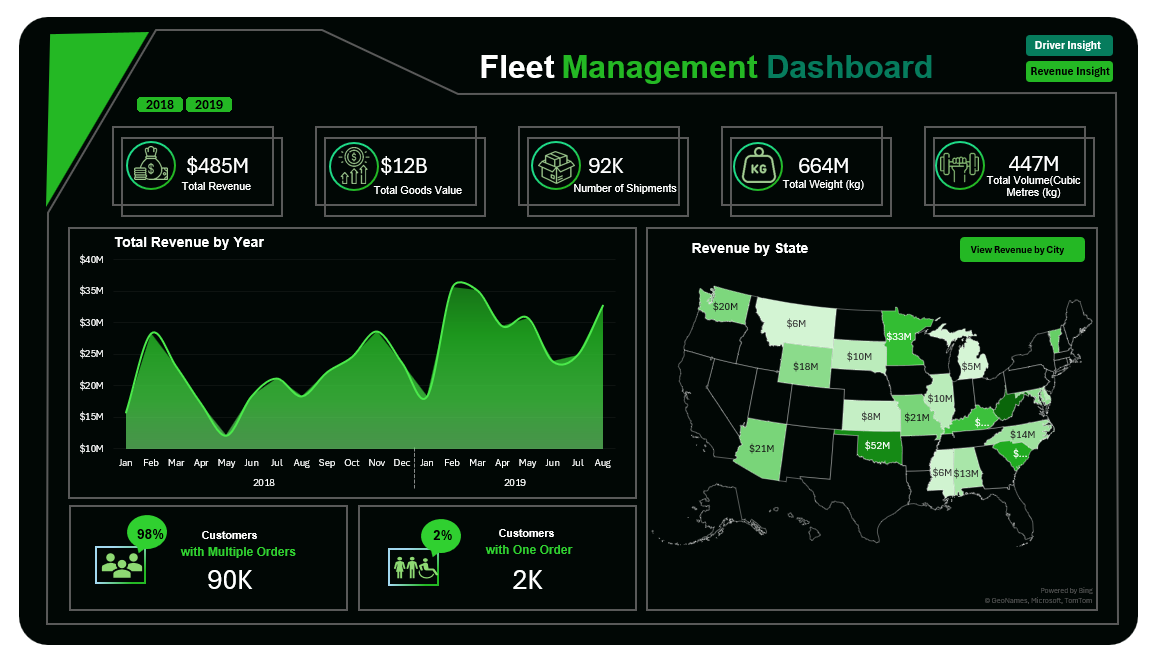 Fleet Management Dashboard
Driver Insight
Revenue Insight
2018
2019
$485M
Total Revenue
$12B
Total Goods Value
92K
Number of Shipments
KG
664M
Total Weight (kg)
447M
Total Volume(Cubic
Metres (kg)
Total Revenue by Year
$40M
$35M
$30M
$25M
$20M
$15M
$10M
Jan Feb Mar Apr May Jun Jul Aug Sep Oct Nov Dec Jan Feb Mar Apr May Jun Jul Aug
2018 2019
Revenue by State
View Revenue by City
$20M
$6M
$33M
$10M
$18M
$5M
$10M
$8M
$21M
$...
$14M
$21M
$52M
$...
$6M
$13M
Powered by Bing
© GeoNames, Microsoft, TomTom
98%
Customers
with Multiple Orders
90K
2%
Customers
with One Order
2K